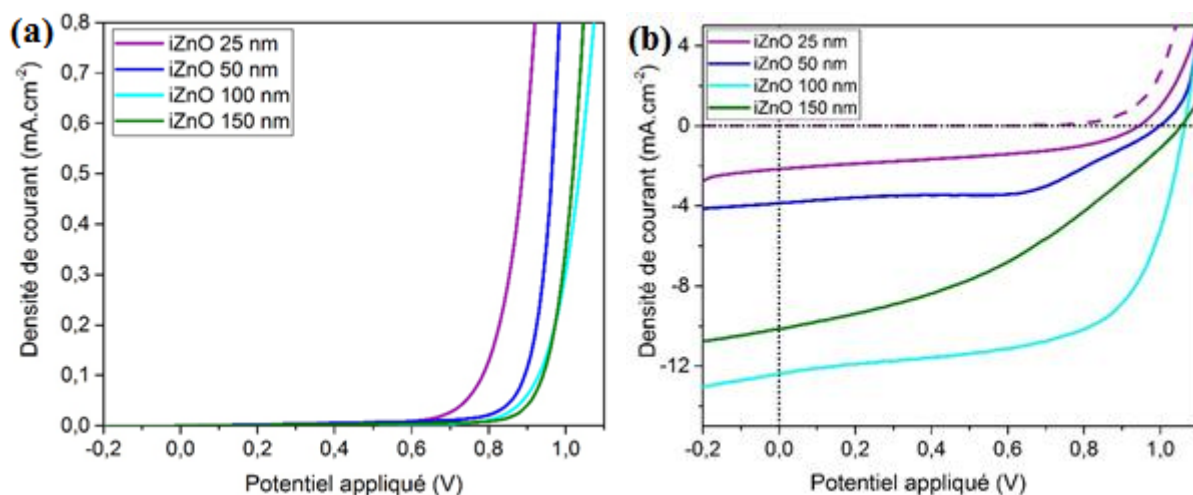 (a)
iZnO 25 nm
iZnO 50 nm
iZnO 100 nm
iZnO 150 nm
Densité de courant (mA.cm-2)
0,8
0,7
0,6
0,5
0,4
0,3
0,2
0,1
0,0
-0,2 0,0 0,2 0,4 0,6 0,8 1,0
Potentiel appliqué (V)
(b)
iZnO 25 nm
iZnO 50 nm
iZnO 100 nm
iZnO 150 nm
Densité de courant (mA.cm-2)
4
0
-4
-8
-12
-0,2 0,0 0,2 0,4 0,6 0,8 1,0
Potentiel appliqué (V)